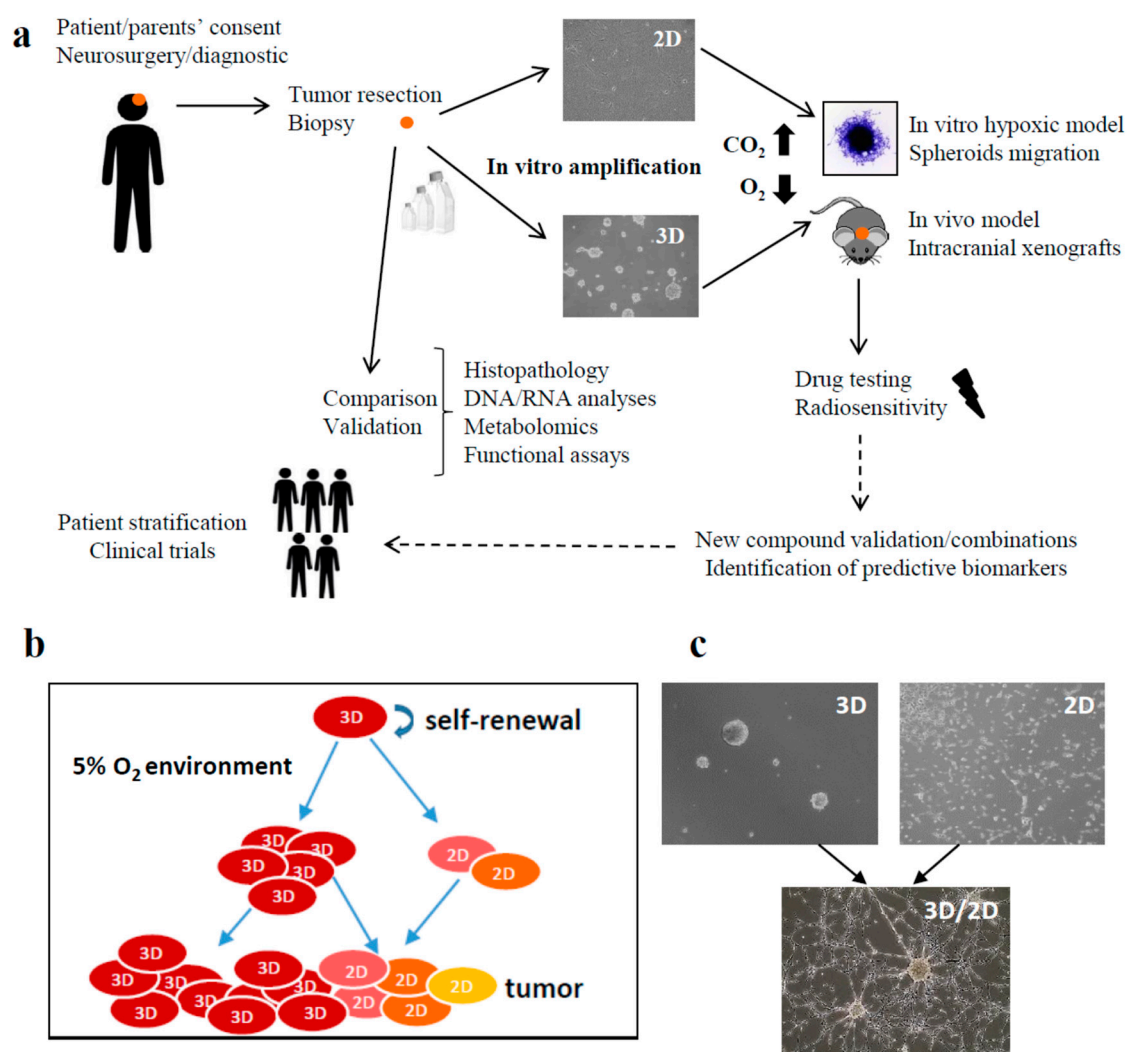 a
Patient/parents’ consent
Neurosurgery/diagnostic
Tumor resection
Biopsy
2D
In vitro amplification
3D
CO2
O2
In vitro hypoxic model
Spheroids migration
In vivo model
Intracranial xenografts
Comparison
Validation
Histopathology
DNA/RNA analyses
Metabolomics
Functional assays
Drug testing
Radiosensitivity
Patient stratification
Clinical trials
New compound validation/combinations
Identification of predictive biomarkers
b
3D
self-renewal
5% O2 environment
3D
3D
3D
3D
3D
2D
2D
3D
3D
3D
3D
3D
3D
3D
3D
2D
2D
2D
2D
2D
tumor
c
3D
2D
3D/2D